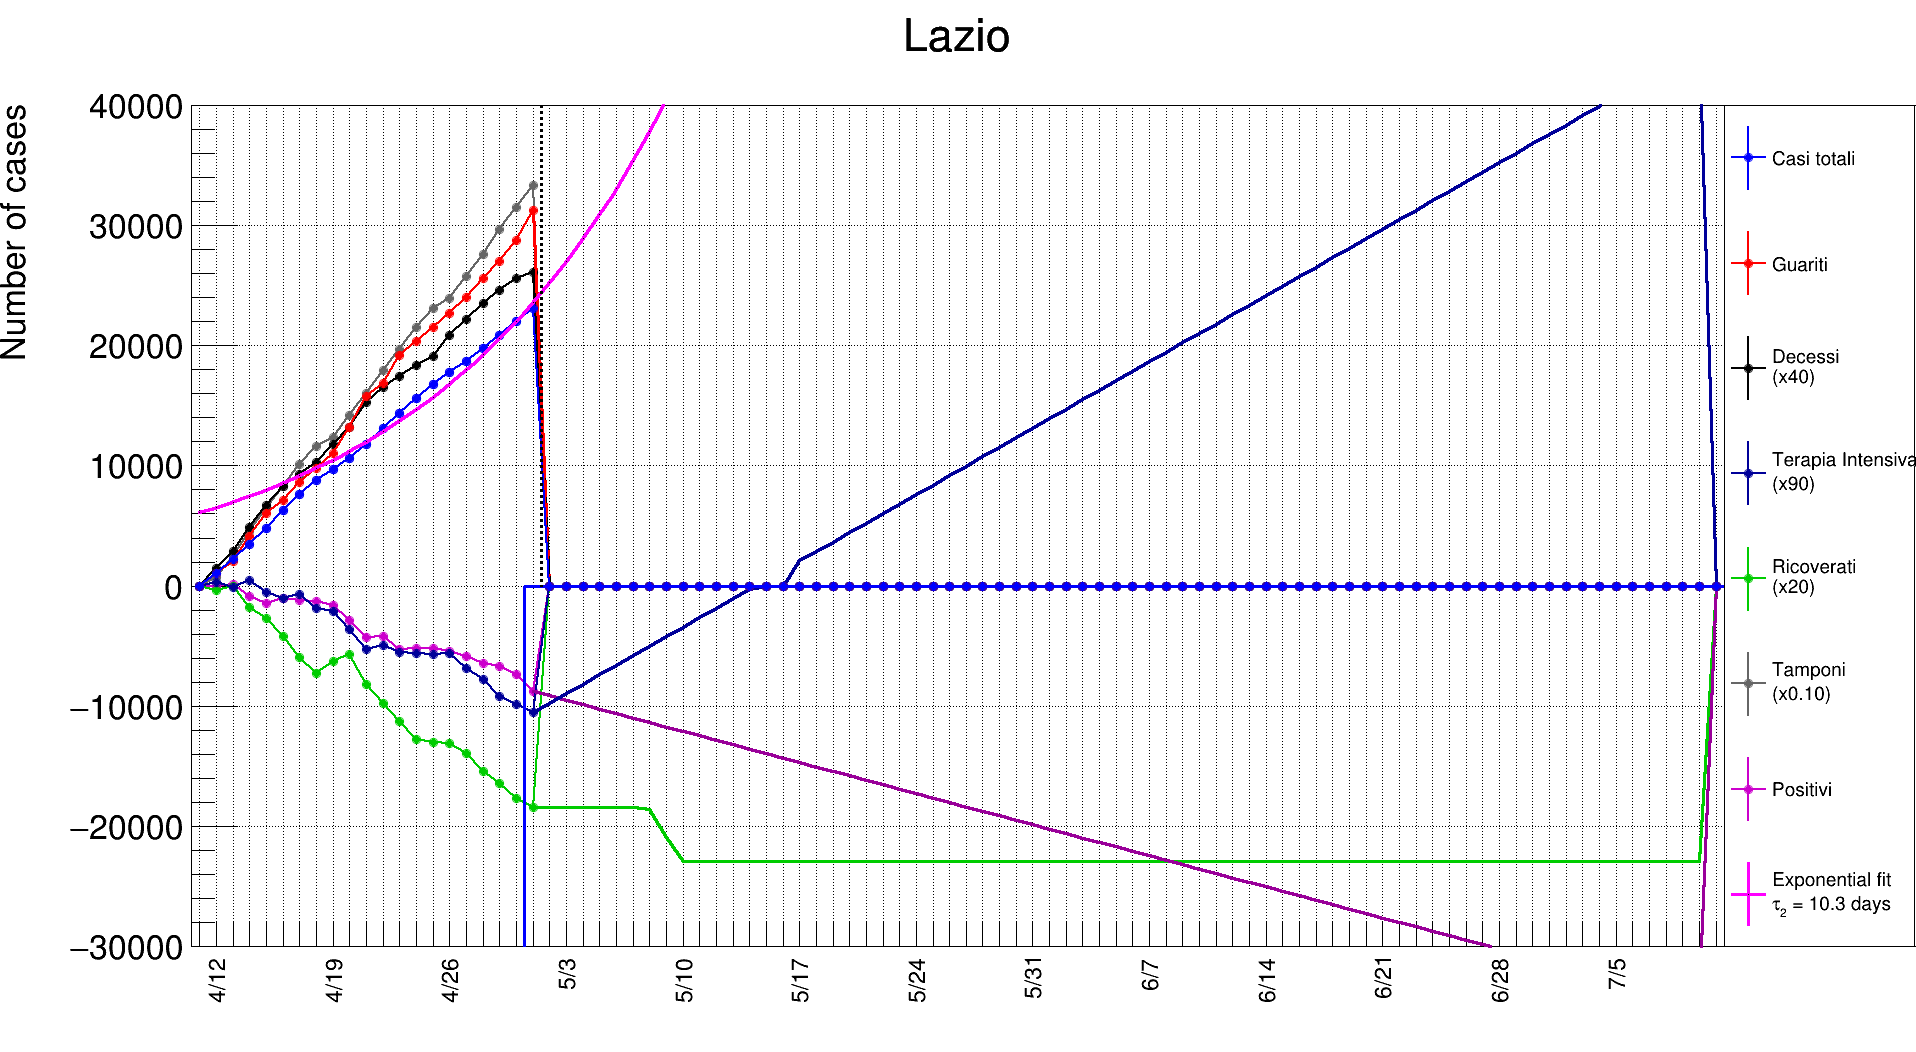 Lazio
Number of cases
40000
30000
20000
10000
0
−10000
−20000
−30000
4/12
4/19
4/26
5/3
5/10
5/17
5/24
5/31
6/7
6/14
6/21
6/28
7/5
Casi totali
Guariti
Decessi
(x40)
Terapia Intensiva
(x90)
Ricoverati
(x20)
Tamponi
(x0.10)
Positivi
Exponential fit
τ2 = 10.3 days